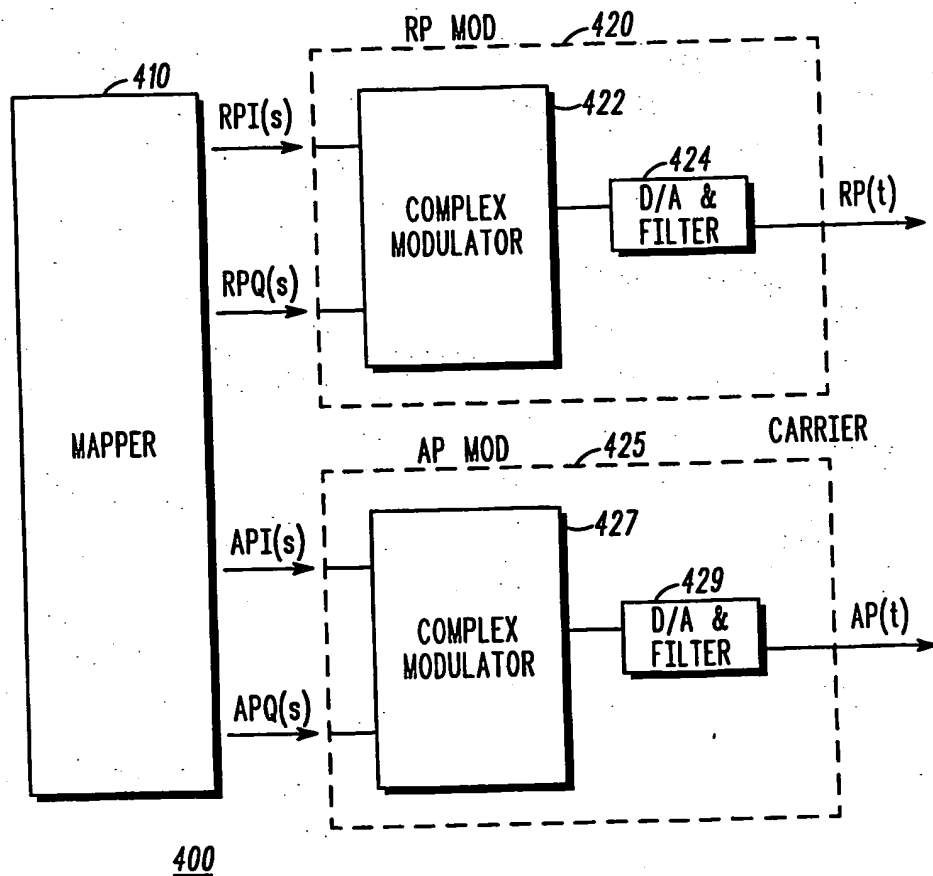 RP MOD
420
410
422
RPI(s)
424
D/A &
FILTER
RP(t)
COMPLEX
MODULATOR
RPQ(s)
MAPPER
AP MOD
425
CARRIER
427
API(s)
429
D/A &
FILTER
AP(t)
COMPLEX
MODULATOR
APQ(s)
400